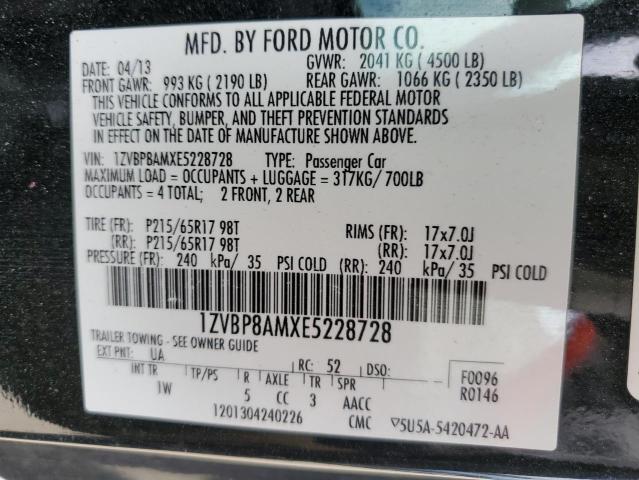 MFD. BY FORD MOTOR CO.
DATE: 04/13 GVWR: 2041 KG ( 4500 LB)
FRONT GAWR: 993 KG ( 2190 LB) REAR GAWR: 1066 KG ( 2350 LB)
THIS VEHICLE CONFORMS TO ALL APPLICABLE FEDERAL MOTOR
VEHICLE SAFETY, BUMPER, AND THEFT PREVENTION STANDARDS
IN EFFECT ON THE DATE OF MANUFACTURE SHOWN ABOVE.
VIN: 1ZVBP8AMXE5228728 TYPE: Passenger Car
MAXIMUM LOAD = OCCUPANTS + LUGGAGE = 317KG/ 700LB
OCCUPANTS = 4 TOTAL; 2 FRONT, 2 REAR
TIRE (FR): P215/65R17 98T RIMS (FR): 17x7.0J
(RR): P215/65R17 98T (RR): 17x7.0J
PRESSURE (FR): 240 kPa/ 35 PSI COLD (RR): 240 kPa/ 35 PSI COLD
1ZVBP8AMXE5228728
TRAILER TOWING - SEE OWNER GUIDE
EXT PNT: UA RC: 52 DSO: F0096
INT TR TP/PS R AXLE TR SPR R0146
1W 5 CC 3 AACC
1201304240226 CMC ▽5U5A-5420472-AA